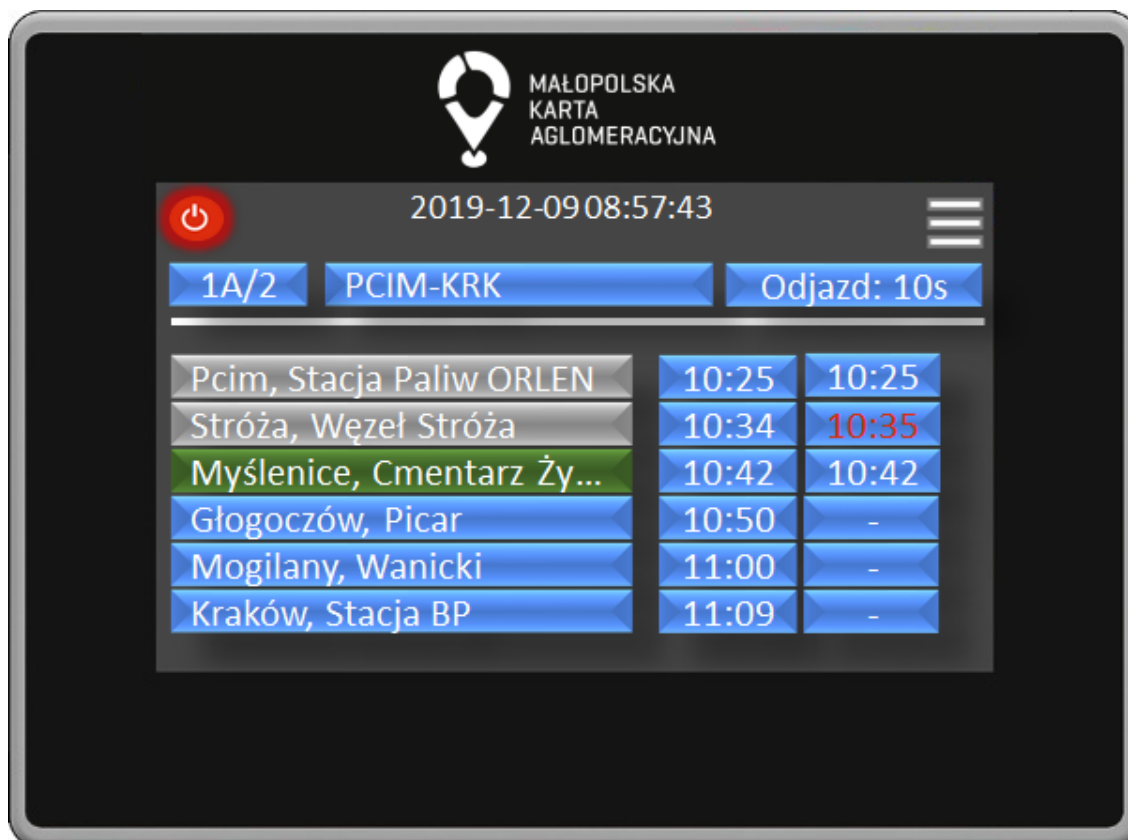 MAŁOPOLSKA
KARTA
AGLOMERACYJNA
2019-12-09 08:57:43
1A/2 PCIM-KRK Odjazd: 10s
Pcim, Stacja Paliw ORLEN 10:25 10:25
Stróża, Węzeł Stróża 10:34 10:35
Myślenice, Cmentarz Ży... 10:42 10:42
Głogoczów, Picar 10:50 -
Mogilany, Wanicki 11:00 -
Kraków, Stacja BP 11:09 -